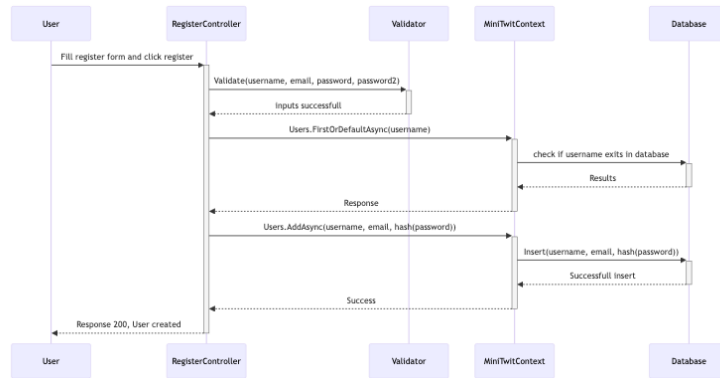 User
RegisterController
Validator
MiniTwitContext
Database
Fill register form and click register
Validate(username, email, password, password2)
Inputs successfull
Users.FirstOrDefaultAsync(username)
check if username exits in database
Results
Response
Users.AddAsync(username, email, hash(password))
Insert(username, email, hash(password))
Successfull insert
Success
Response 200, User created
User
RegisterController
Validator
MiniTwitContext
Database